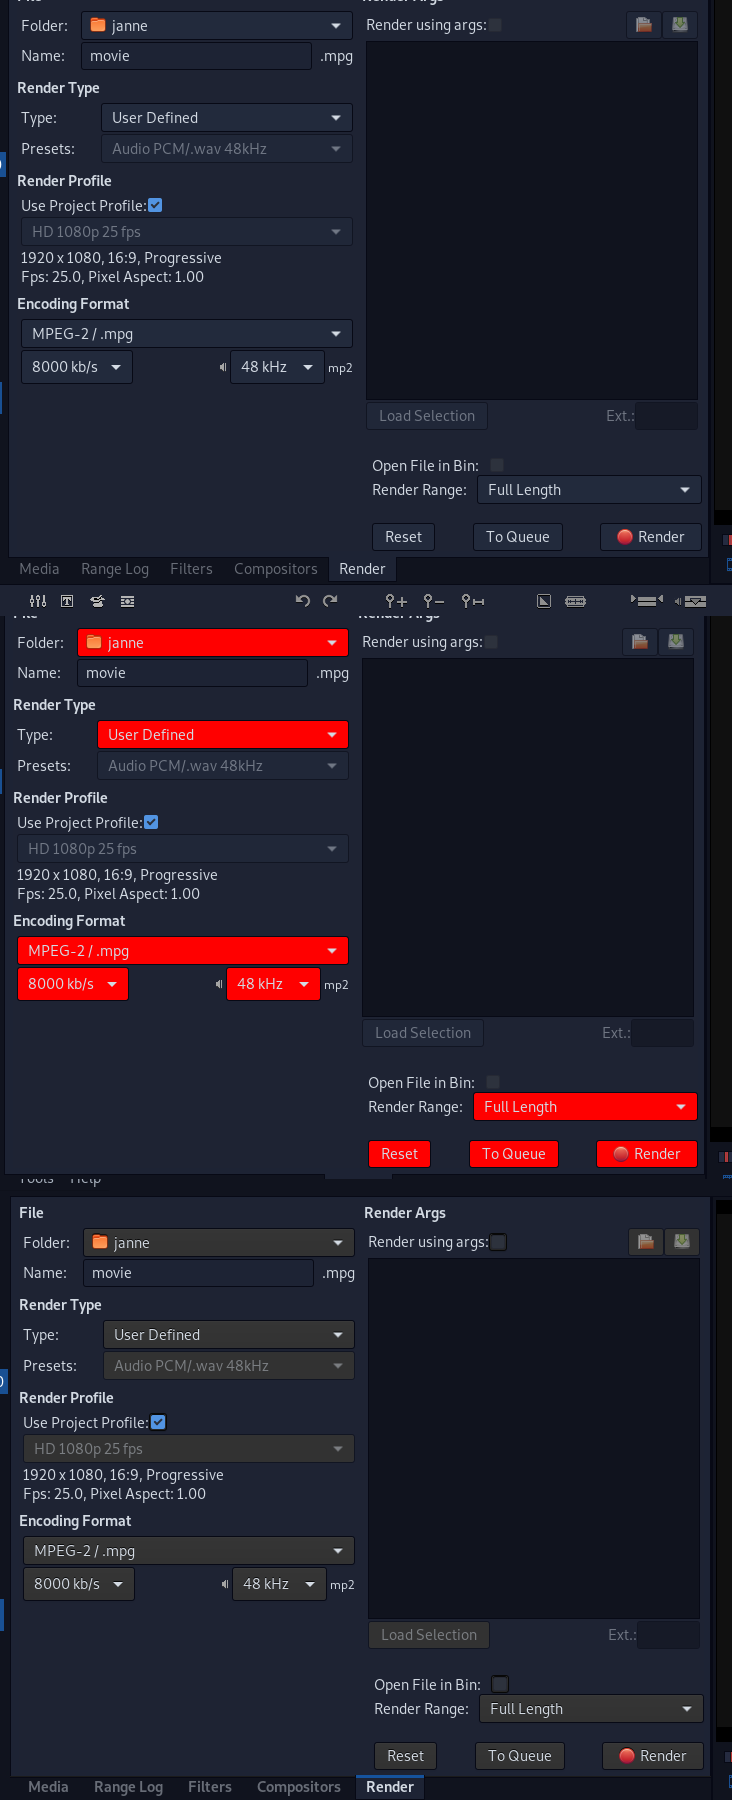 File
Render Args
Folder:
janne
Render using args:
Name:
movie
.mpg
Render Type
Type:
User Defined
Presets:
Audio PCM/.wav 48kHz
Render Profile
Use Project Profile:
HD 1080p 25 fps
1920 x 1080, 16:9, Progressive
Fps: 25.0, Pixel Aspect: 1.00
Encoding Format
MPEG-2 / .mpg
8000 kb/s
48 kHz
mp2
Load Selection
Ext.:
Open File in Bin:
Render Range:
Full Length
Reset
To Queue
Render
Media
Range Log
Filters
Compositors
Render
File
Render Args
Folder:
janne
Render using args:
Name:
movie
.mpg
Render Type
Type:
User Defined
Presets:
Audio PCM/.wav 48kHz
Render Profile
Use Project Profile:
HD 1080p 25 fps
1920 x 1080, 16:9, Progressive
Fps: 25.0, Pixel Aspect: 1.00
Encoding Format
MPEG-2 / .mpg
8000 kb/s
48 kHz
mp2
Load Selection
Ext.:
Open File in Bin:
Render Range:
Full Length
Reset
To Queue
Render
Tools
Help
File
Render Args
Folder:
janne
Render using args:
Name:
movie
.mpg
Render Type
Type:
User Defined
Presets:
Audio PCM/.wav 48kHz
Render Profile
Use Project Profile:
HD 1080p 25 fps
1920 x 1080, 16:9, Progressive
Fps: 25.0, Pixel Aspect: 1.00
Encoding Format
MPEG-2 / .mpg
8000 kb/s
48 kHz
mp2
Load Selection
Ext.:
Open File in Bin:
Render Range:
Full Length
Reset
To Queue
Render
Media
Range Log
Filters
Compositors
Render